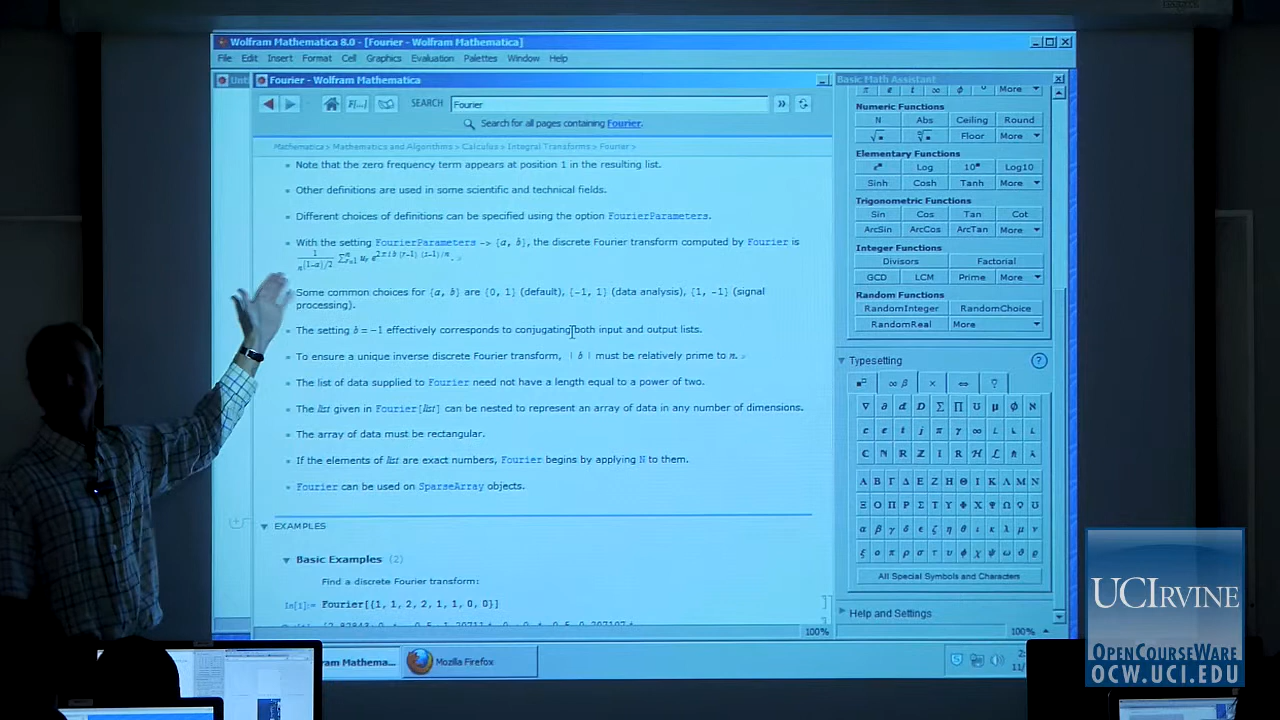 Wolfram Mathematica 8.0 - [Fourier - Wolfram Mathematica]
File Edit Insert Format Cell Graphics Evaluation Palettes Window Help
Fourier - Wolfram Mathematica
SEARCH Fourier
Search for all pages containing Fourier.
Mathematica > Mathematics and Algorithms > Calculus > Integral Transforms > Fourier >
Note that the zero frequency term appears at position 1 in the resulting list.
Other definitions are used in some scientific and technical fields.
Different choices of definitions can be specified using the option FourierParameters.
With the setting FourierParameters -> {a, b}, the discrete Fourier transform computed by Fourier is
Some common choices for {a, b} are {0, 1} (default), {-1, 1} (data analysis), {1, -1} (signal
processing).
The setting b = -1 effectively corresponds to conjugating both input and output lists.
To ensure a unique inverse discrete Fourier transform, | b | must be relatively prime to n.
The list of data supplied to Fourier need not have a length equal to a power of two.
The list given in Fourier[list] can be nested to represent an array of data in any number of dimensions.
The array of data must be rectangular.
If the elements of list are exact numbers, Fourier begins by applying N to them.
Fourier can be used on SparseArray objects.
EXAMPLES
Basic Examples (2)
Find a discrete Fourier transform:
In[1]:= Fourier[{1, 1, 2, 2, 1, 1, 0, 0}]
100%
Basic Math Assistant
More
Numeric Functions
N Abs Ceiling Round
Floor More
Elementary Functions
Log Log10
Sinh Cosh Tanh More
Trigonometric Functions
Sin Cos Tan Cot
ArcSin ArcCos ArcTan More
Integer Functions
Divisors Factorial
GCD LCM Prime More
Random Functions
RandomInteger RandomChoice
RandomReal More
Typesetting
All Special Symbols and Characters
Help and Settings
100%
Mozilla Firefox
UCIRVINE
OPENCOURSEWARE
OCW.UCI.EDU